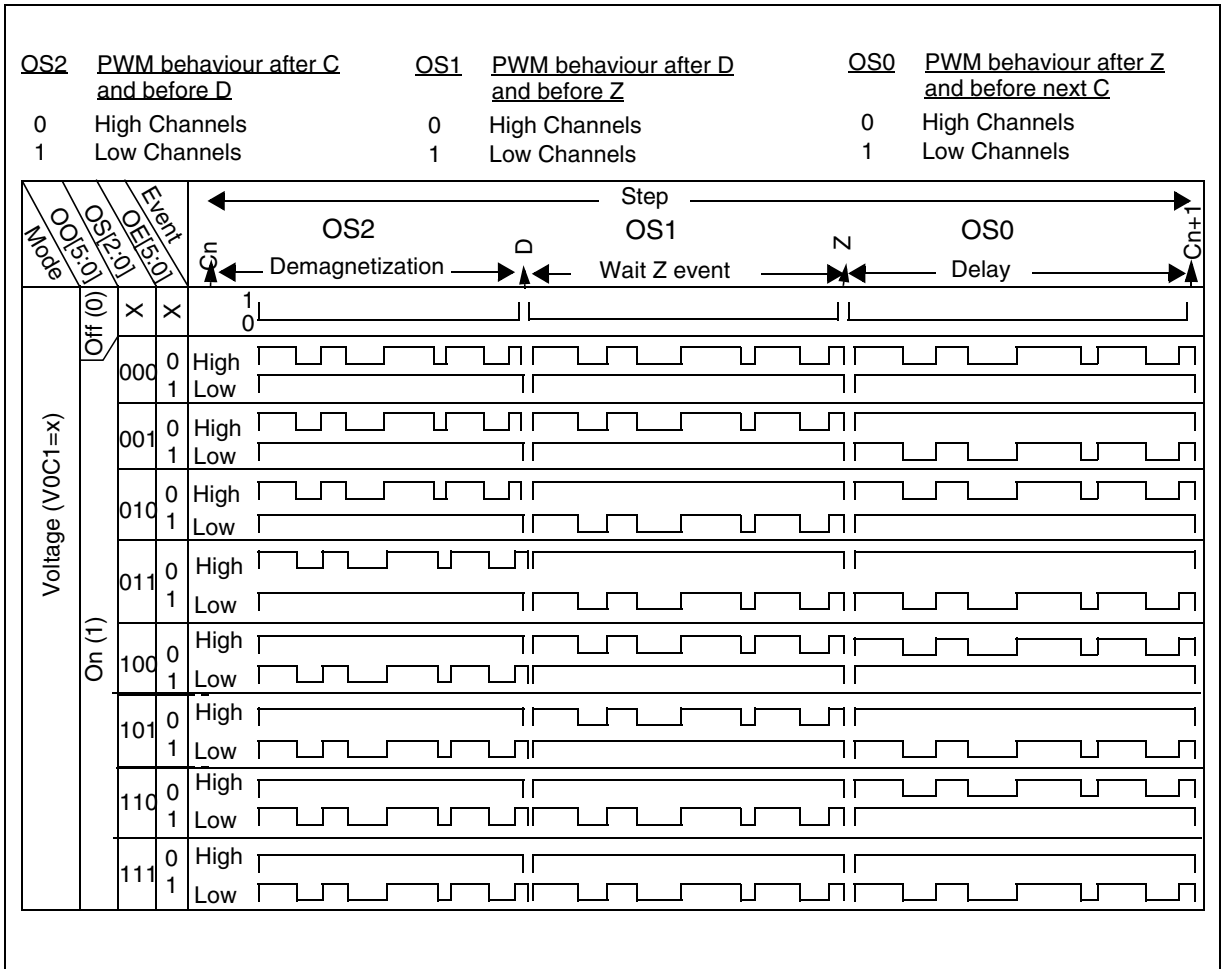 OS2 PWM behaviour after C and before D
0 High Channels
1 Low Channels
OS1 PWM behaviour after D and before Z
0 High Channels
1 Low Channels
OS0 PWM behaviour after Z and before next C
0 High Channels
1 Low Channels
Mode
OO[5:0]
OS[2:0]
OE[5:0]
Event
Step
Cn
OS2
Demagnetization
D
OS1
Wait Z event
Z
OS0
Delay
Cn+1
Voltage (V0C1=x)
Off (0)
X
X
1
0
On (1)
000 0 High
1 Low
001 0 High
1 Low
010 0 High
1 Low
011 0 High
1 Low
100 0 High
1 Low
101 0 High
1 Low
110 0 High
1 Low
111 0 High
1 Low